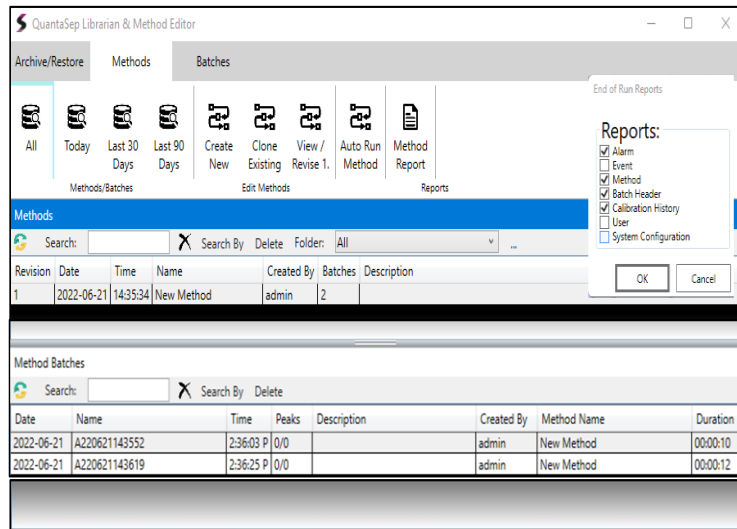 QuantaSep Librarian & Method Editor
Archive/Restore Methods Batches
All Today Last 30 Days Last 90 Days Create New Clone Existing View / Revise 1. Auto Run Method Method Report
Methods/Batches Edit Methods Reports
End of Run Reports
Reports:
Alarm
Event
Method
Batch Header
Calibration History
User
System Configuration
OK Cancel
Methods
Search: Search By Delete Folder: All ...
Revision Date Time Name Created By Batches Description
1 2022-06-21 14:35:34 New Method admin 2
Method Batches
Search: Search By Delete
Date Name Time Peaks Description Created By Method Name Duration
2022-06-21 A220621143552 2:36:03 P 0/0 admin New Method 00:00:10
2022-06-21 A220621143619 2:36:25 P 0/0 admin New Method 00:00:12